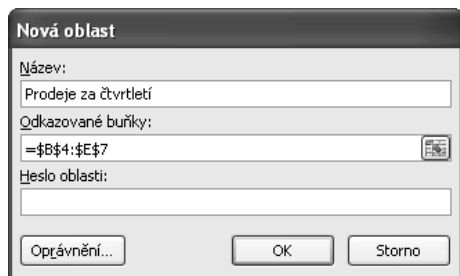 Nová oblast
Název:
Prodeje za čtvrtletí
Odkazované buňky:
=$B$4:$E$7
Heslo oblasti:
Oprávnění...
OK
Storno